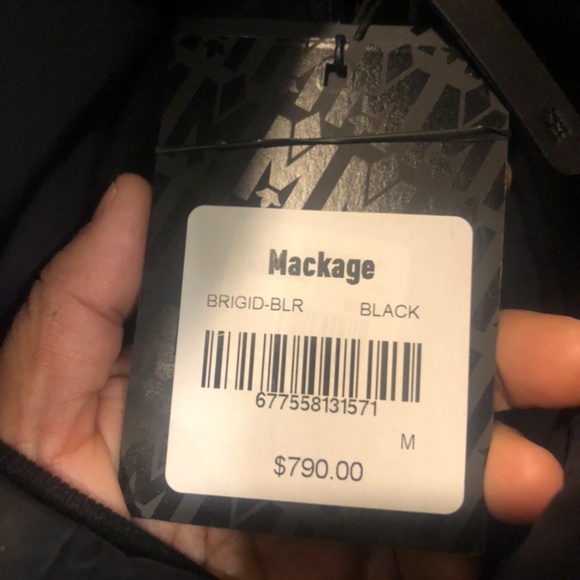 Mackage
BRIGID-BLR BLACK
677558131571
M
$790.00